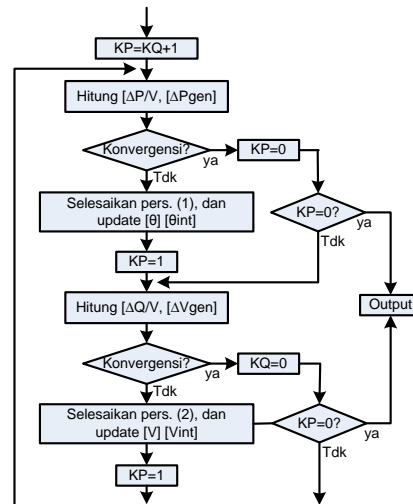 KP=KQ+1
Hitung [ΔP/V, [ΔPgen]
Konvergensi?
ya
KP=0
Tdk
Selesaikan pers. (1), dan
update [θ] [θint]
KP=0?
ya
Tdk
KP=1
Hitung [ΔQ/V, [ΔVgen]
Output
Konvergensi?
ya
KQ=0
Tdk
Selesaikan pers. (2), dan
update [V] [Vint]
KP=0?
ya
Tdk
KP=1